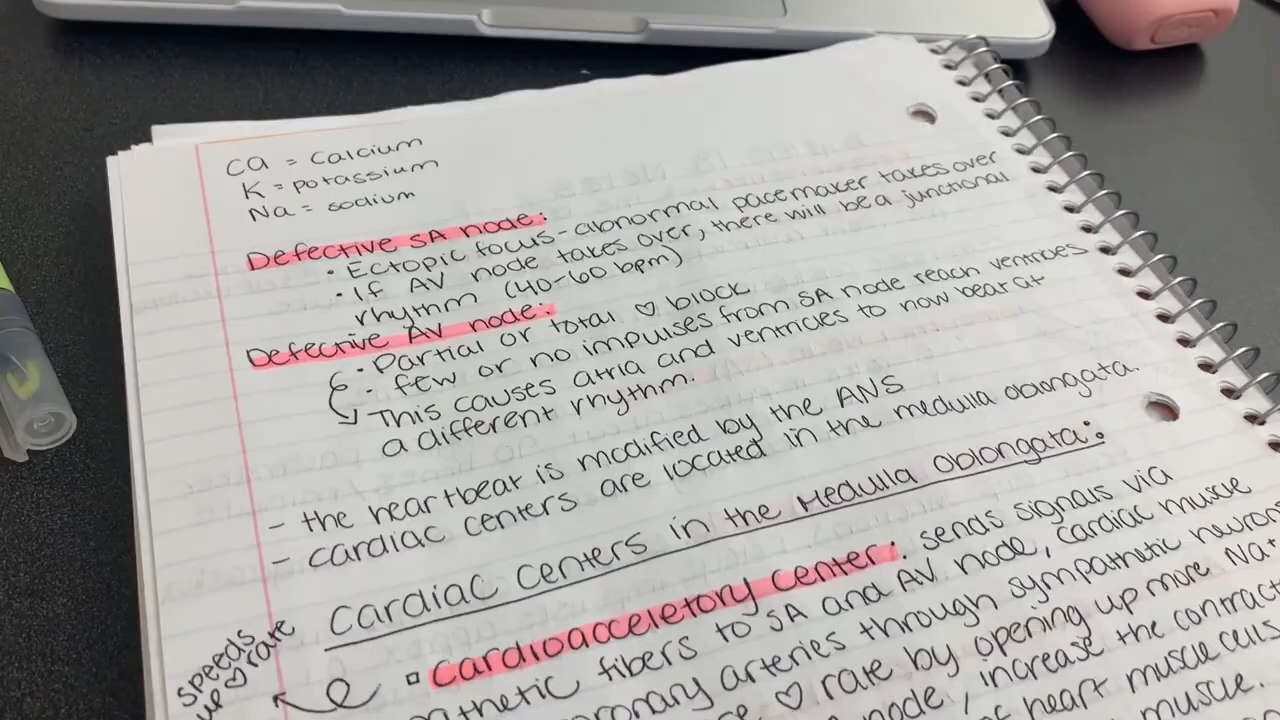 Ca = Calcium
K = potassium
Na = sodium
Defective SA node:
• Ectopic focus - abnormal pacemaker takes over
• If AV node takes over, there will be a junctional
rhythm (40-60 bpm)
Defective AV node:
• Partial or total ♡ block
• few or no impulses from SA node reach ventricles
This causes atria and ventricles to now beat at
a different rhythm.
- the heartbeat is modified by the ANS
- cardiac centers are located in the medulla oblongata.
Cardiac Centers in the Medulla Oblongata:
speeds
up ♡ rate
▫ Cardioacceletory Center: sends signals via
pathetic fibers to SA and AV node, cardiac muscle
oronary arteries through sympathetic neuron
♡ rate by opening up more Na+
node, increase the contract
heart muscle cells
muscle.